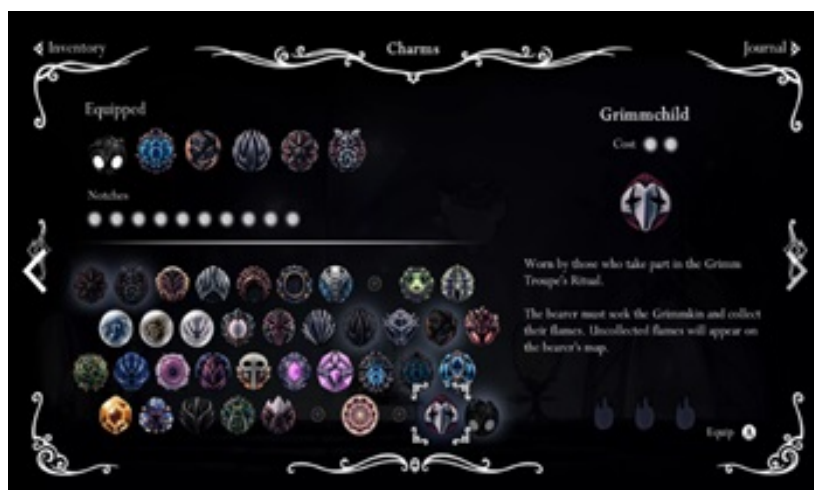 Inventory
Charms
Journal
Equipped
Grimmchild
Cost
Notches
Worn by those who take part in the Grimm
Troupe's Ritual.
The bearer must seek the Grimmkin and collect
their flames. Uncollected flames will appear on
the bearer's map.
Equip